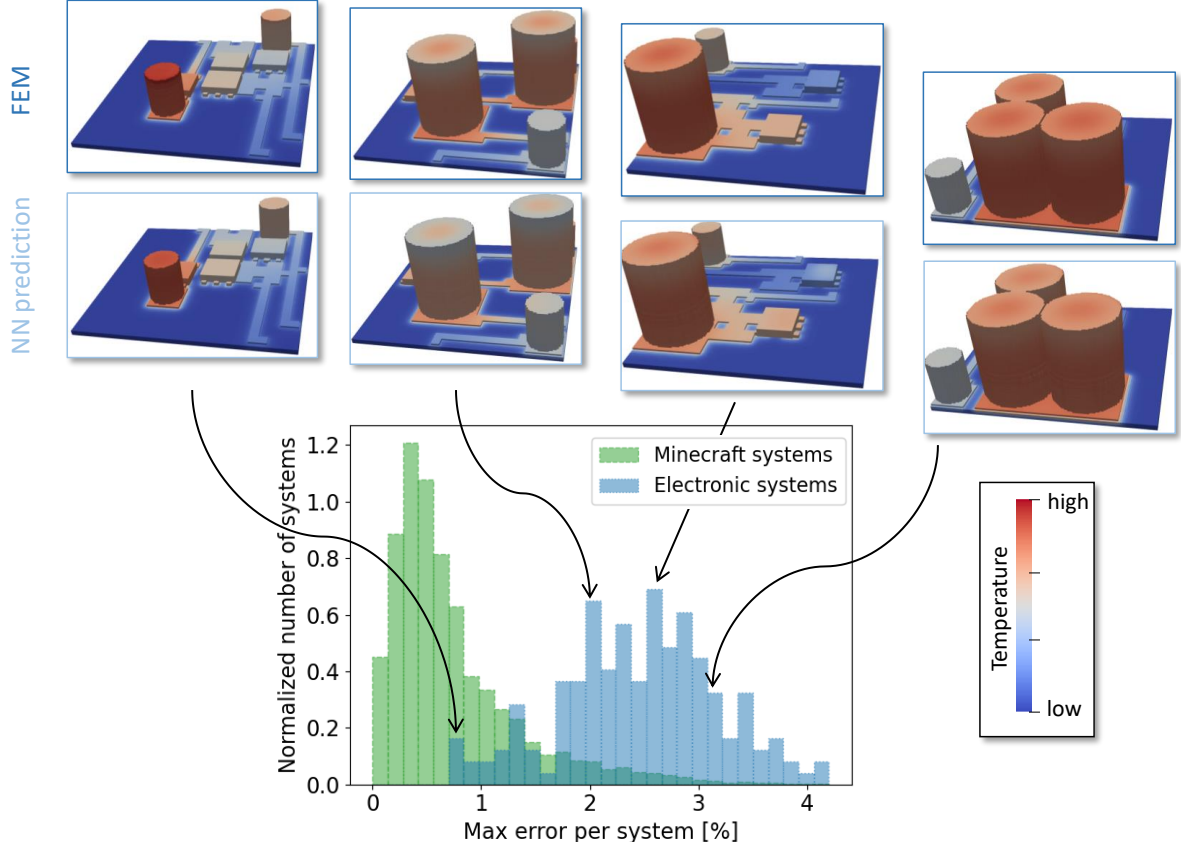 FEM
NN prediction
Minecraft systems
Electronic systems
Normalized number of systems
1.2
1.0
0.8
0.6
0.4
0.2
0.0
0 1 2 3 4
Max error per system [%]
Temperature
high
low